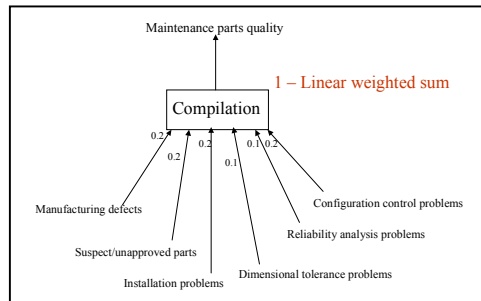 Maintenance parts quality
1 – Linear weighted sum
Compilation
0.2
0.2
0.2
0.1
0.1
0.2
Manufacturing defects
Suspect/unapproved parts
Installation problems
Dimensional tolerance problems
Reliability analysis problems
Configuration control problems